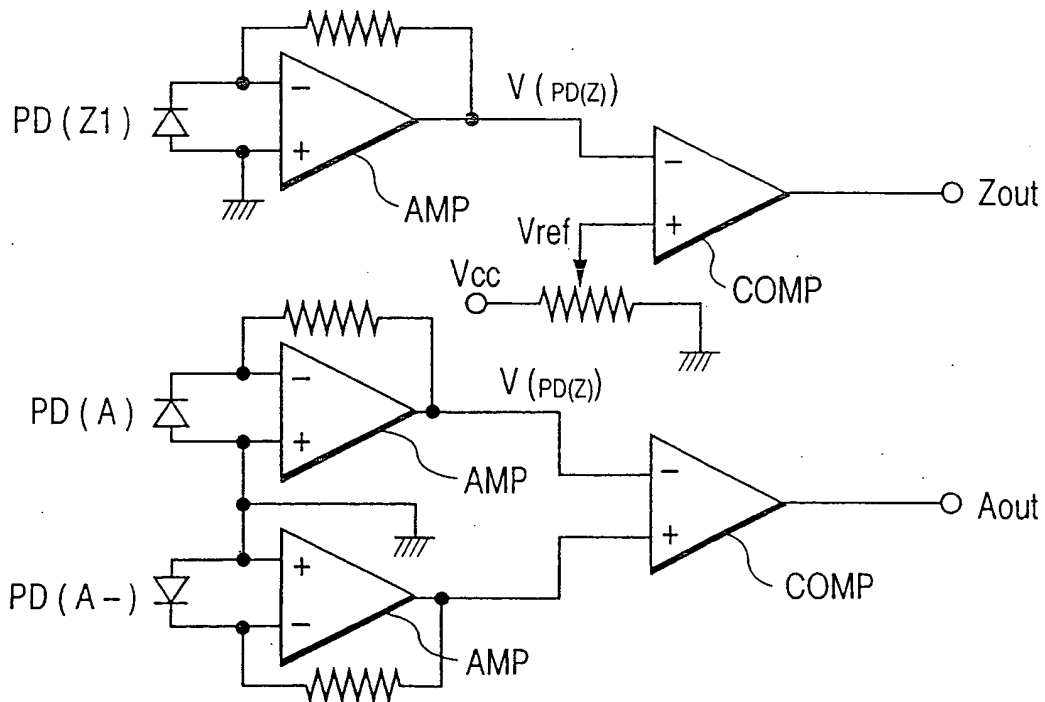 V (PD(Z))
PD(Z1)
−
+
AMP
−
+
Zout
Vref
Vcc
COMP
V (PD(Z))
PD(A)
−
+
AMP
−
+
Aout
COMP
PD(A−)
+
−
AMP